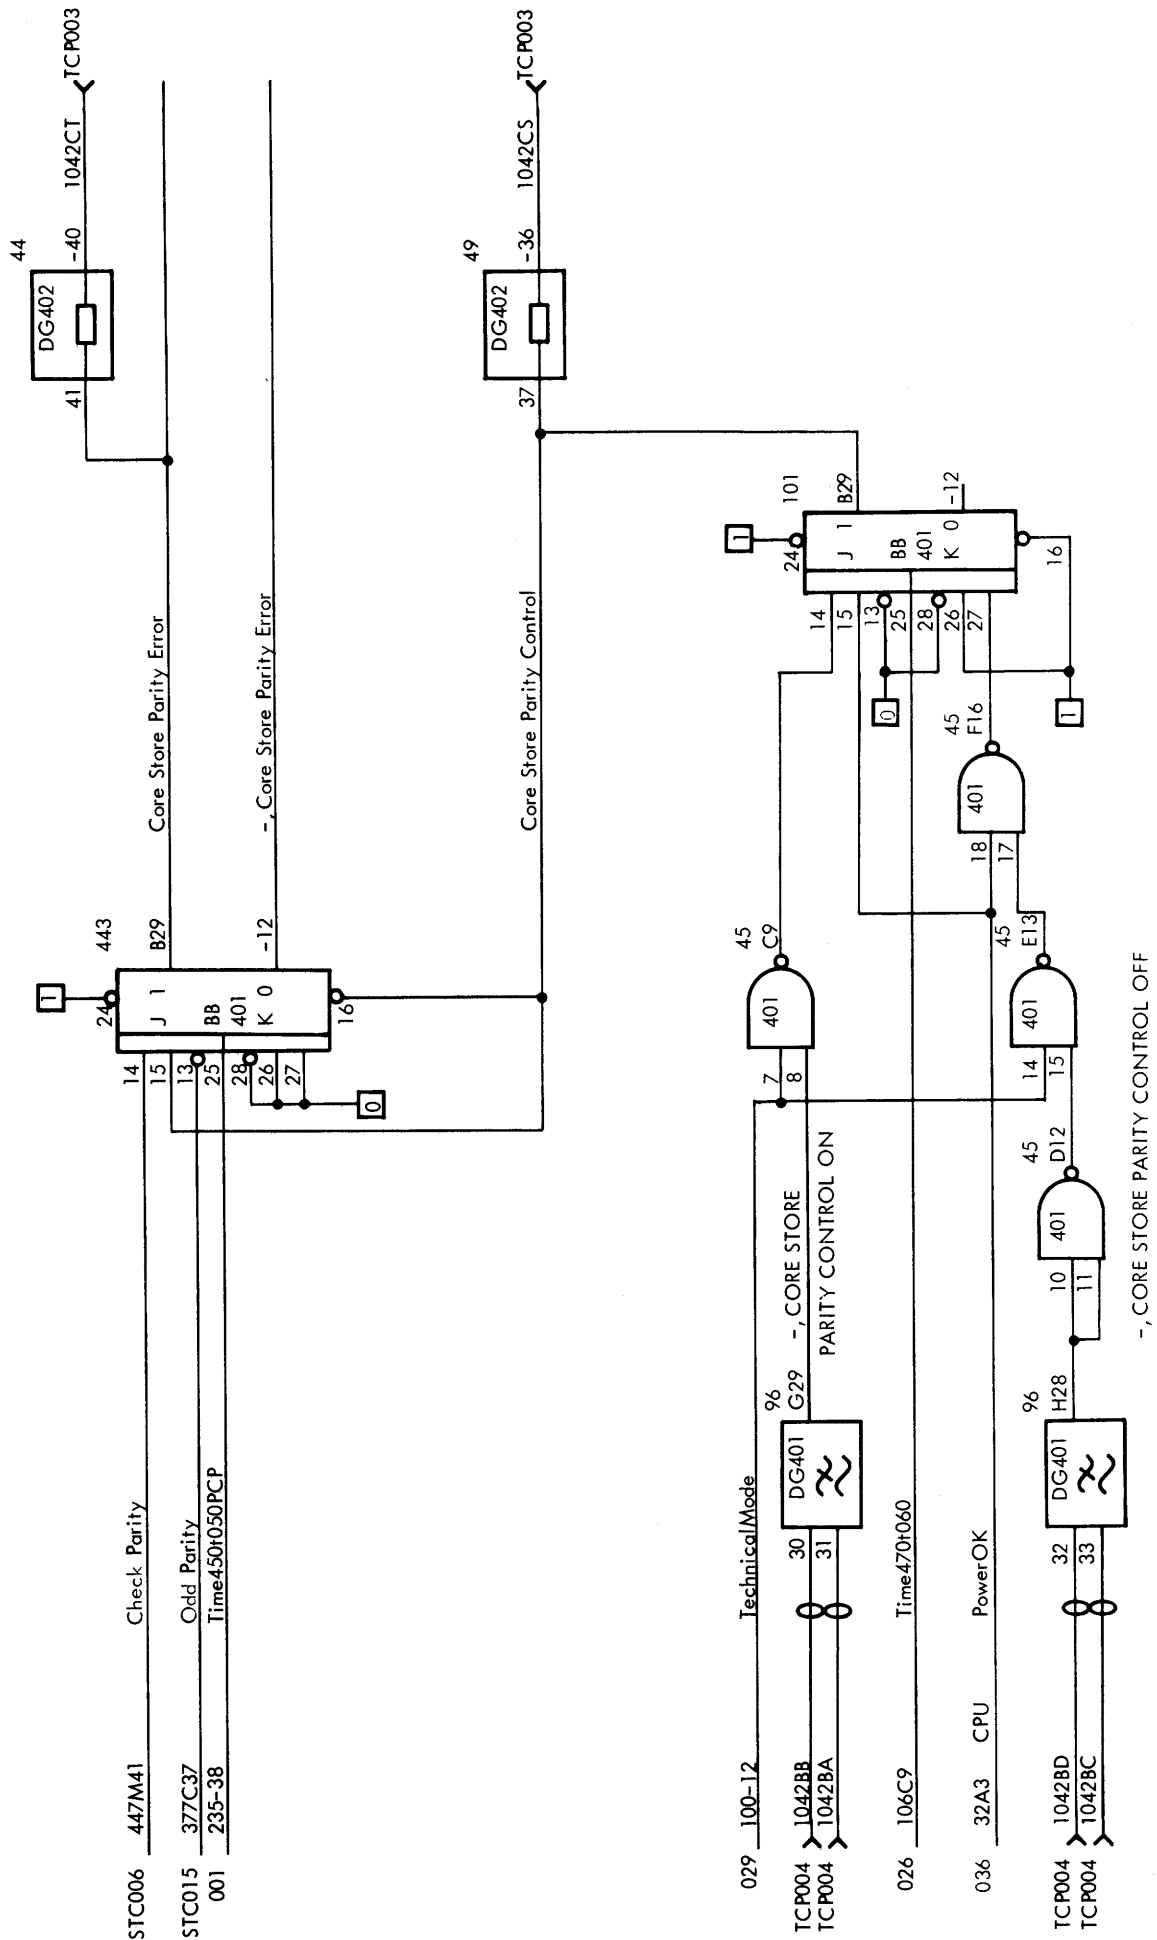 STC006 447M41 Check Parity
STC015 377C37 Odd Parity
001 235-38 Time450t050PCP
14
15
13
25
28
26
27
0
1
24
443
J 1
BB
401
K 0
16
B29
-12
Core Store Parity Error
-,Core Store Parity Error
41
DG402
44
-40
1042CT
TCP003
Core Store Parity Control
37
DG402
49
-36
1042CS
TCP003
029 100-12 TechnicalMode
TCP004 1042BB
TCP004 1042BA
30
31
DG401
96
G29
-,CORE STORE
PARITY CONTROL ON
7
8
401
45
C9
026 106C9 Time470t060
036 32A3 CPU PowerOK
TCP004 1042BD
TCP004 1042BC
32
33
DG401
96
H28
10
11
401
45
D12
14
15
401
45
E13
18
17
401
45
F16
-,CORE STORE PARITY CONTROL OFF
14
15
13
25
28
26
27
0
1
1
24
101
J 1
BB
401
K 0
16
B29
-12